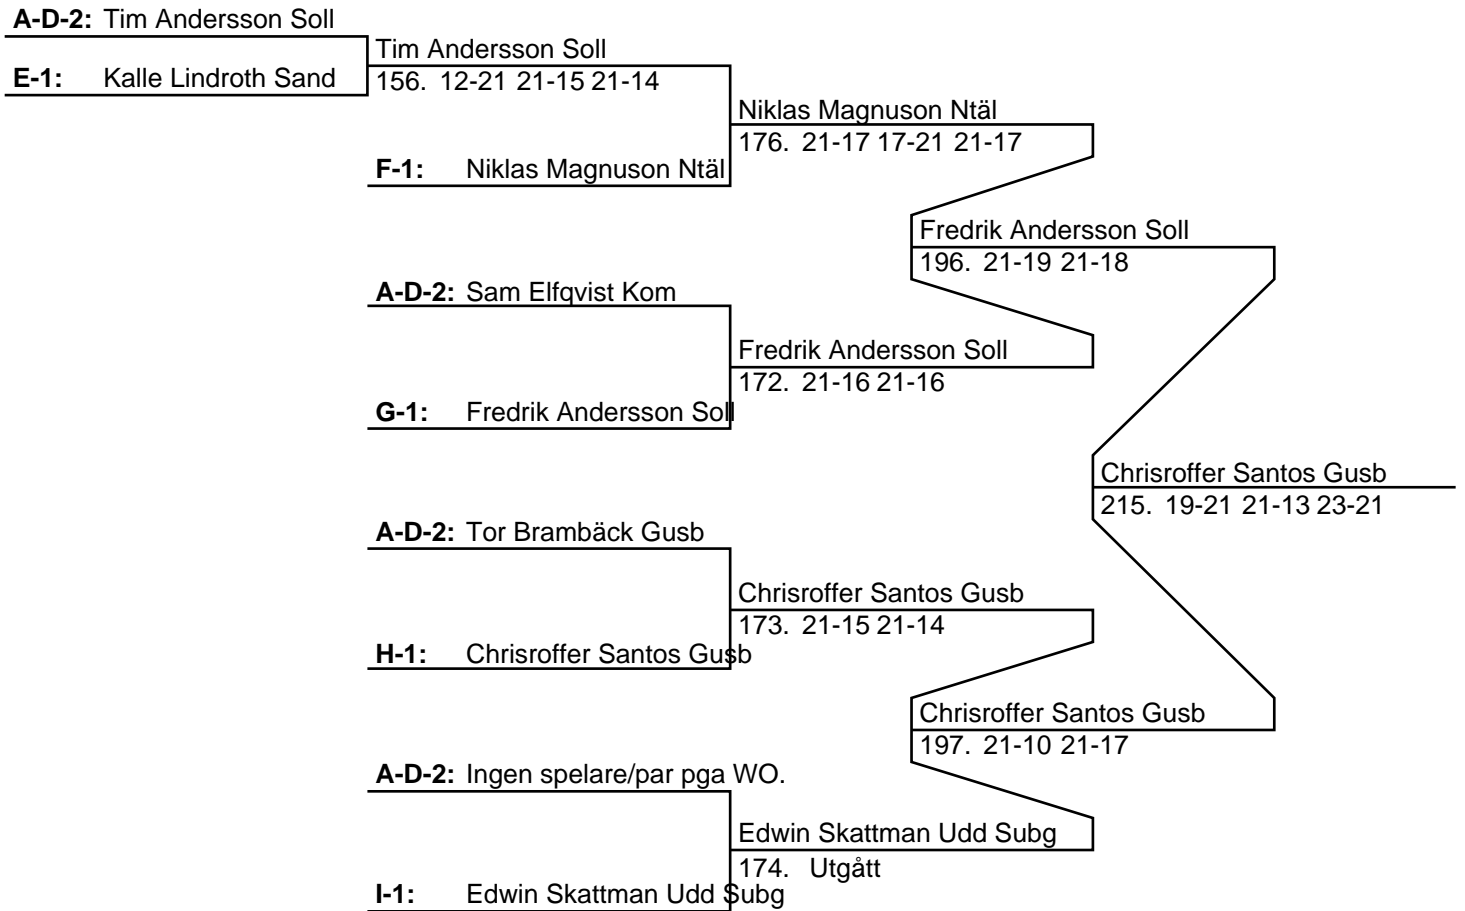 A-D-2: Tim Andersson Soll
Tim Andersson Soll
E-1: Kalle Lindroth Sand
156. 12-21 21-15 21-14
Niklas Magnuson Ntäl
176. 21-17 17-21 21-17
F-1: Niklas Magnuson Ntäl
Fredrik Andersson Soll
196. 21-19 21-18
A-D-2: Sam Elfqvist Kom
Fredrik Andersson Soll
172. 21-16 21-16
G-1: Fredrik Andersson Soll
Chrisroffer Santos Gusb
215. 19-21 21-13 23-21
A-D-2: Tor Brambäck Gusb
Chrisroffer Santos Gusb
173. 21-15 21-14
H-1: Chrisroffer Santos Gusb
Chrisroffer Santos Gusb
197. 21-10 21-17
A-D-2: Ingen spelare/par pga WO.
Edwin Skattman Udd Subg
174. Utgått
I-1: Edwin Skattman Udd Subg